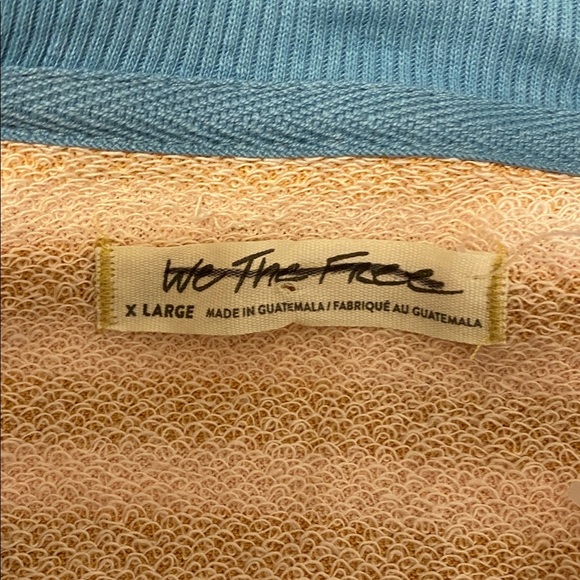 We The Free
X LARGE MADE IN GUATEMALA / FABRIQUÉ AU GUATEMALA